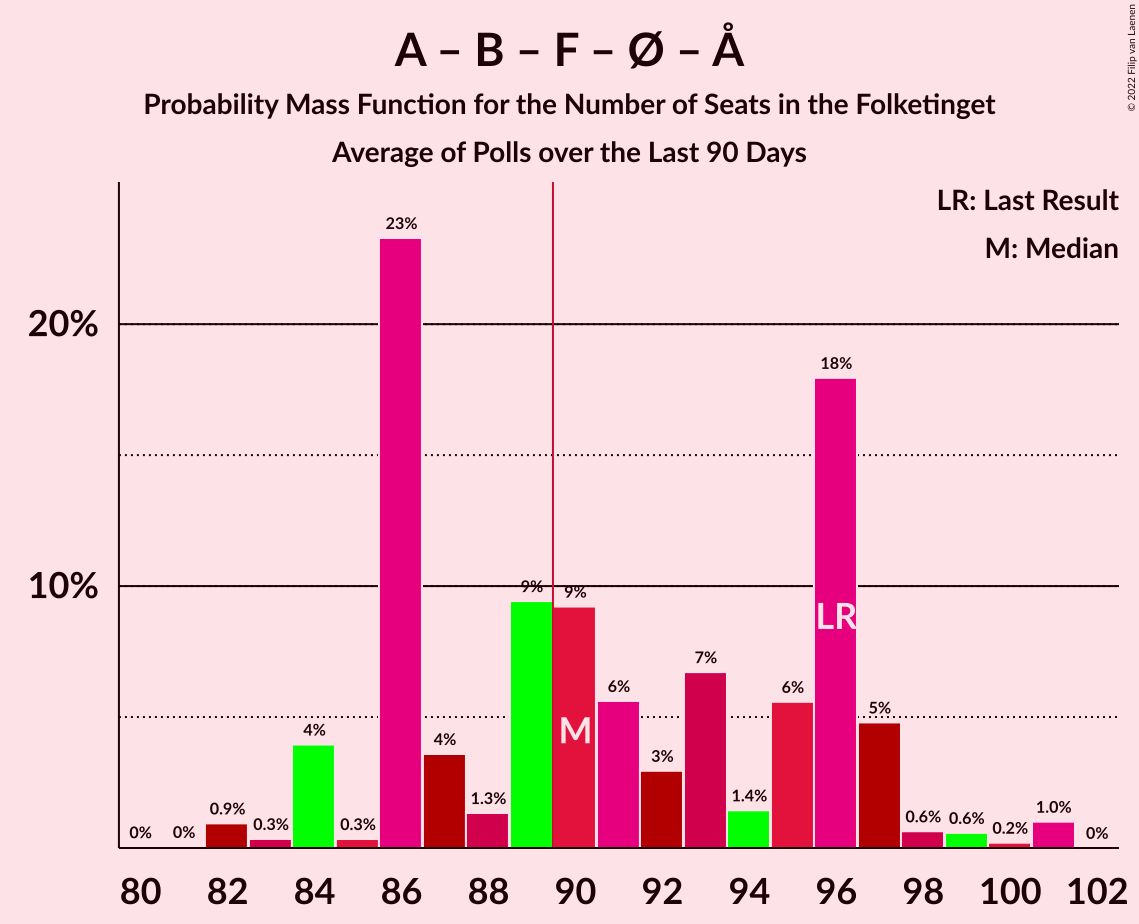 A – B – F – Ø – Å
Probability Mass Function for the Number of Seats in the Folketinget
Average of Polls over the Last 90 Days
© 2022 Filip van Laenen
LR: Last Result
M: Median
20%
10%
0%
0%
0.9%
0.3%
4%
0.3%
23%
4%
1.3%
9%
9%
6%
3%
7%
1.4%
6%
18%
5%
0.6%
0.6%
0.2%
1.0%
0%
M
LR
80 82 84 86 88 90 92 94 96 98 100 102